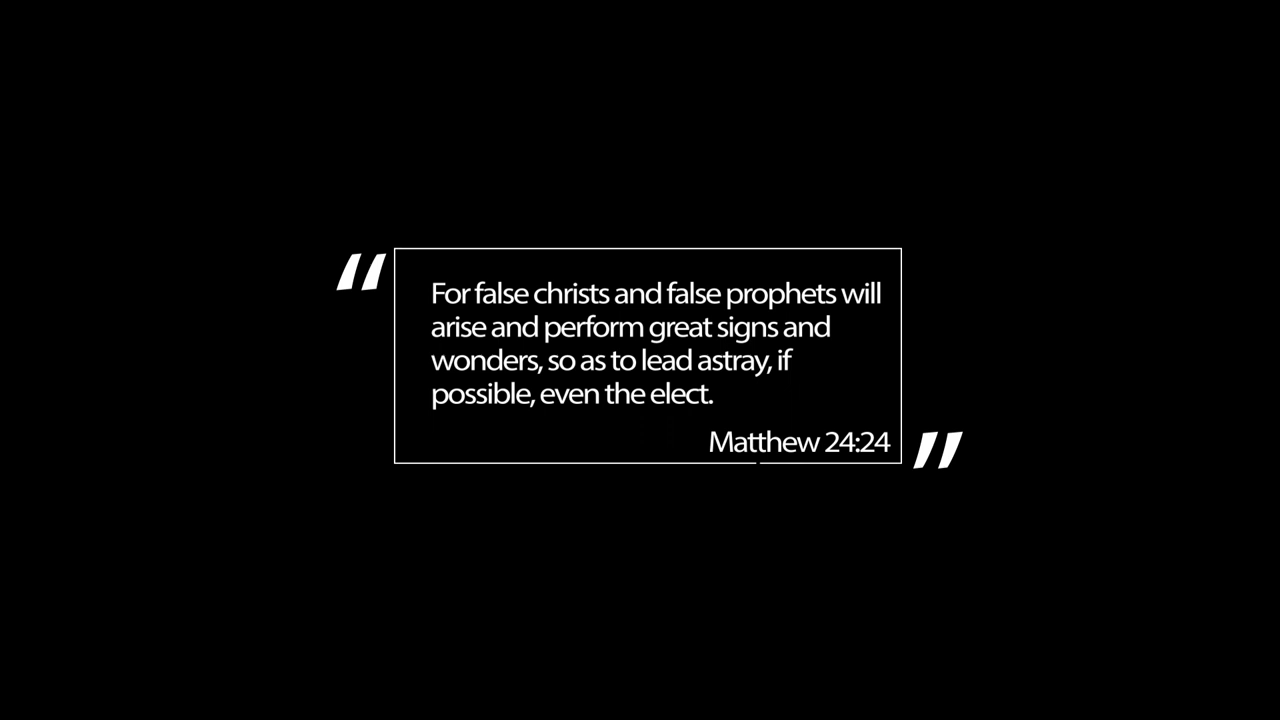 “
For false christs and false prophets will
arise and perform great signs and
wonders, so as to lead astray, if
possible, even the elect.
Matthew 24:24
”